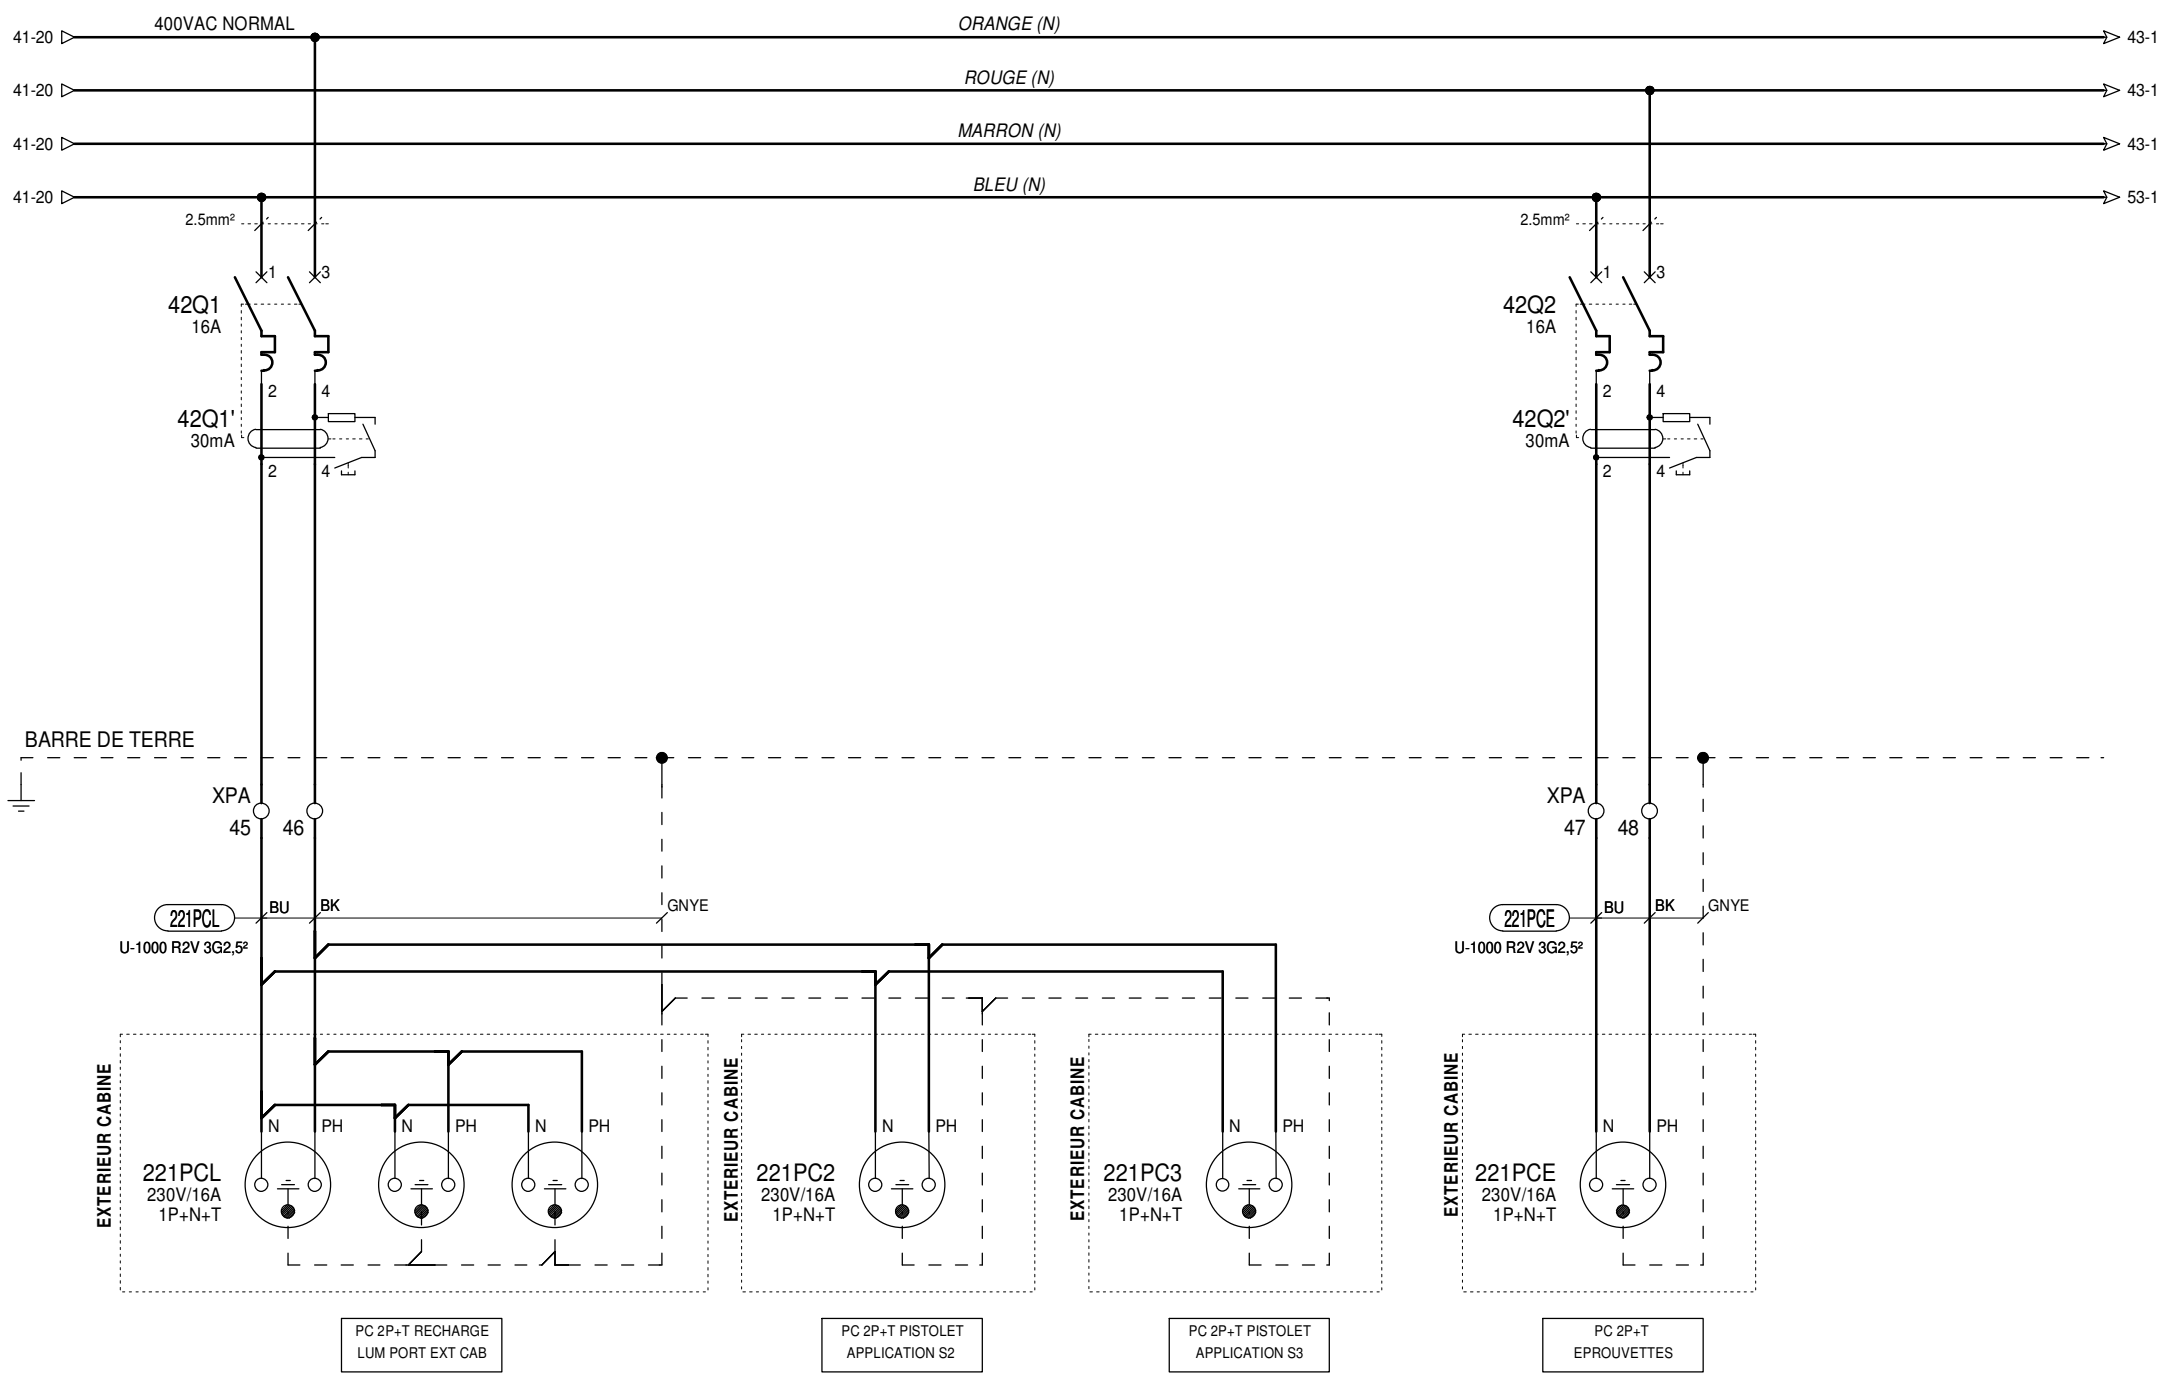 400VAC NORMAL
41-20 ORANGE (N) 43-1
41-20 ROUGE (N) 43-1
41-20 MARRON (N) 43-1
41-20 BLEU (N) 53-1
2.5mm² 2.5mm²
1 3 1 3
42Q1 42Q2
16A 16A
2 4 2 4
42Q1' 42Q2'
30mA 30mA
2 4 2 4
BARRE DE TERRE
XPA XPA
45 46 47 48
221PCL BU BK GNYE 221PCE BU BK GNYE
U-1000 R2V 3G2,5² U-1000 R2V 3G2,5²
EXTERIEUR CABINE
EXTERIEUR CABINE
EXTERIEUR CABINE
EXTERIEUR CABINE
N PH N PH N PH N PH N PH N PH
221PCL 221PC2 221PC3 221PCE
230V/16A 230V/16A 230V/16A 230V/16A
1P+N+T 1P+N+T 1P+N+T 1P+N+T
PC 2P+T RECHARGE
LUM PORT EXT CAB
PC 2P+T PISTOLET
APPLICATION S2
PC 2P+T PISTOLET
APPLICATION S3
PC 2P+T
EPROUVETTES